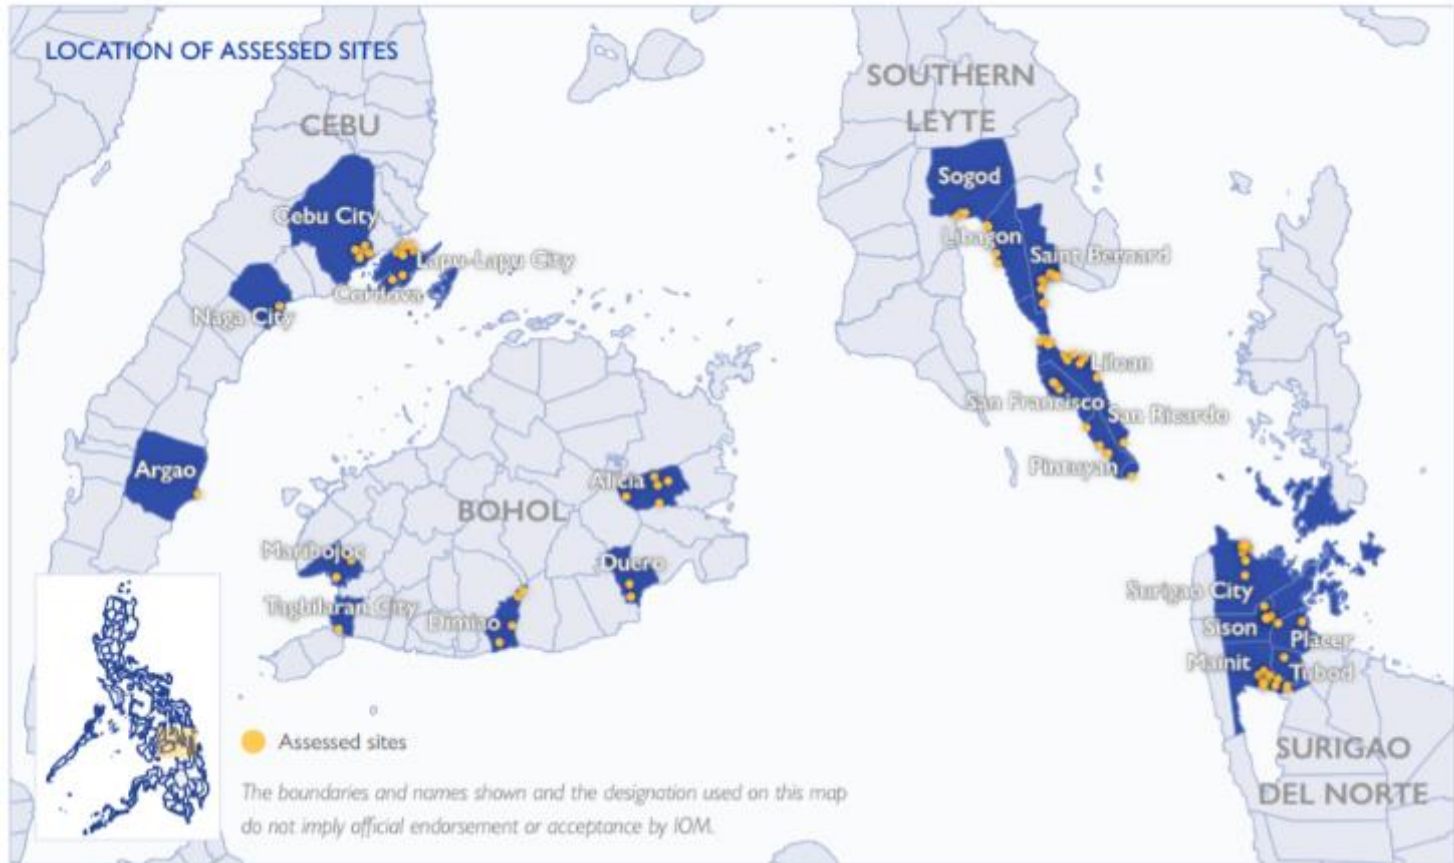 LOCATION OF ASSESSED SITES
CEBU
SOUTHERN
LEYTE
Sogod
Cebu City
Libagon
Saint Bernard
Lapu-Lapu City
Cordova
Naga City
Liloan
San Francisco
San Ricardo
Pintuyan
Argao
Alicia
BOHOL
Maribojoc
Duero
Surigao City
Tagbilaran City
Dimiao
Sison
Placer
Mainit
Tubod
Assessed sites
SURIGAO
DEL NORTE
The boundaries and names shown and the designation used on this map
do not imply official endorsement or acceptance by IOM.